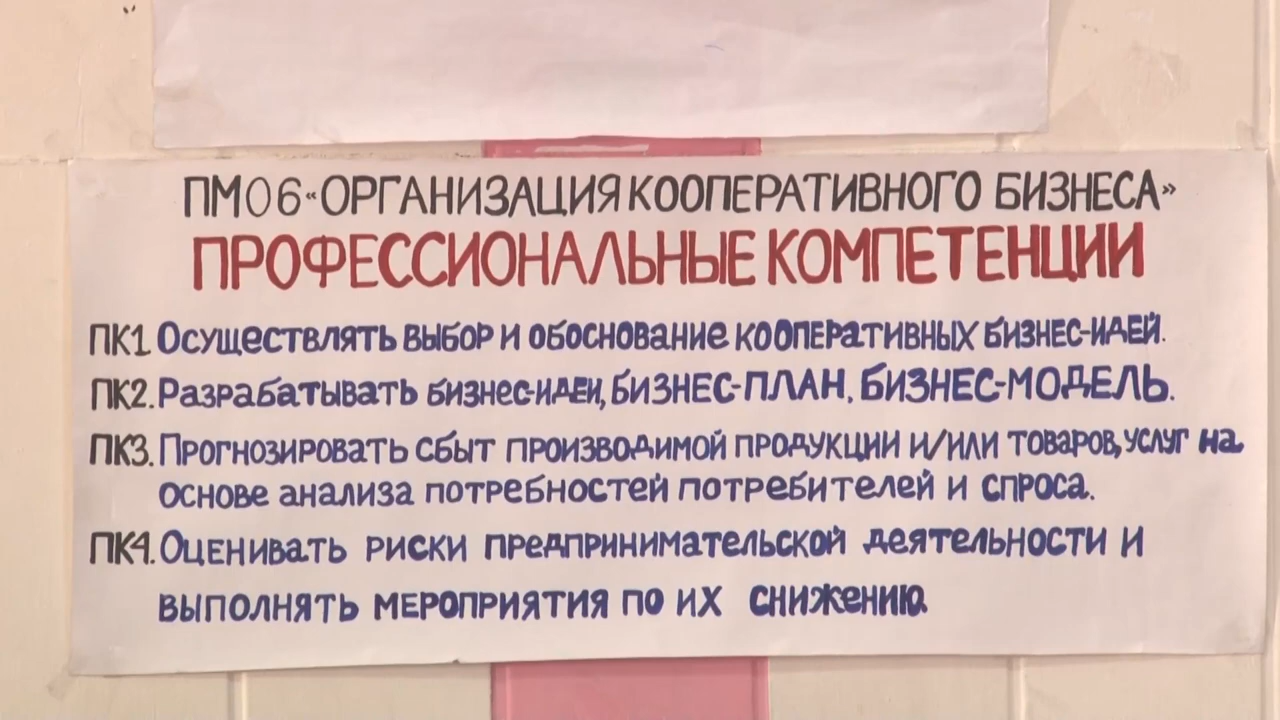 ПМ06 «ОРГАНИЗАЦИЯ КООПЕРАТИВНОГО БИЗНЕСА»
ПРОФЕССИОНАЛЬНЫЕ КОМПЕТЕНЦИИ
ПК1. Осуществлять выбор и обоснование кооперативных бизнес-идей.
ПК2. Разрабатывать бизнес-идеи, БИЗНЕС-ПЛАН, БИЗНЕС-МОДЕЛЬ.
ПК3. Прогнозировать сбыт производимой продукции и/или товаров, услуг на
основе анализа потребностей потребителей и спроса.
ПК4. Оценивать риски предпринимательской деятельности и
выполнять мероприятия по их снижению.